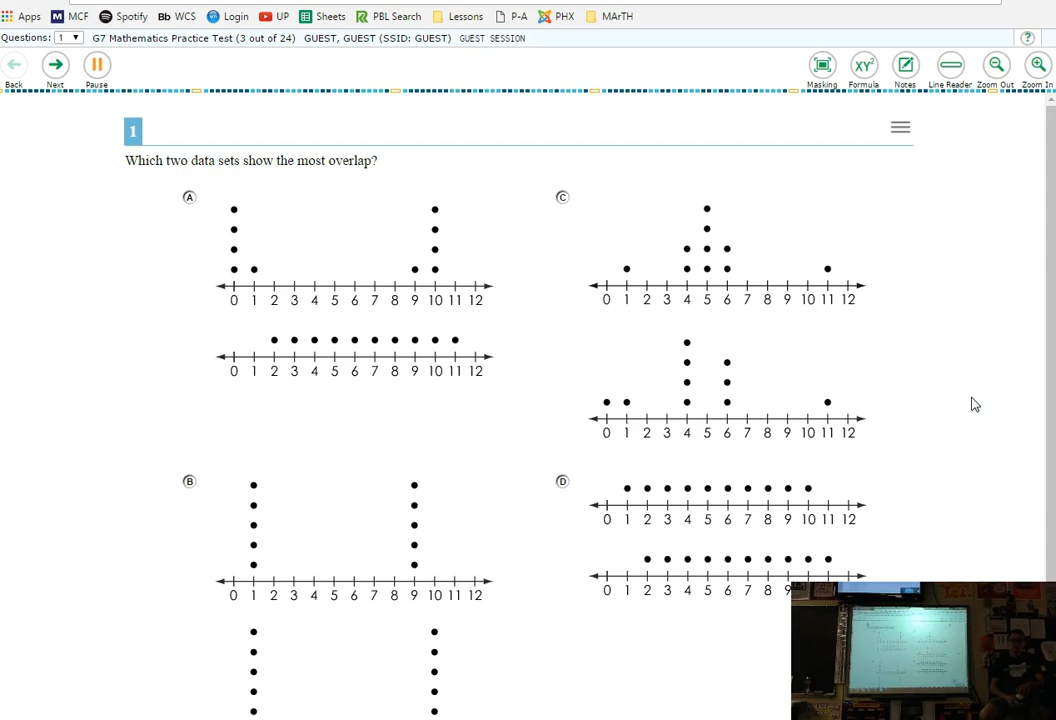 Apps MCF Spotify Bb WCS Login UP Sheets PBL Search Lessons P-A PHX MArTH
Questions: 1 G7 Mathematics Practice Test (3 out of 24) GUEST, GUEST (SSID: GUEST) GUEST SESSION ?
XY²
Back Next Pause Masking Formula Notes Line Reader Zoom Out Zoom In
1
Which two data sets show the most overlap?
A
0 1 2 3 4 5 6 7 8 9 10 11 12
0 1 2 3 4 5 6 7 8 9 10 11 12
C
0 1 2 3 4 5 6 7 8 9 10 11 12
0 1 2 3 4 5 6 7 8 9 10 11 12
B
0 1 2 3 4 5 6 7 8 9 10 11 12
D
0 1 2 3 4 5 6 7 8 9 10 11 12
0 1 2 3 4 5 6 7 8 9